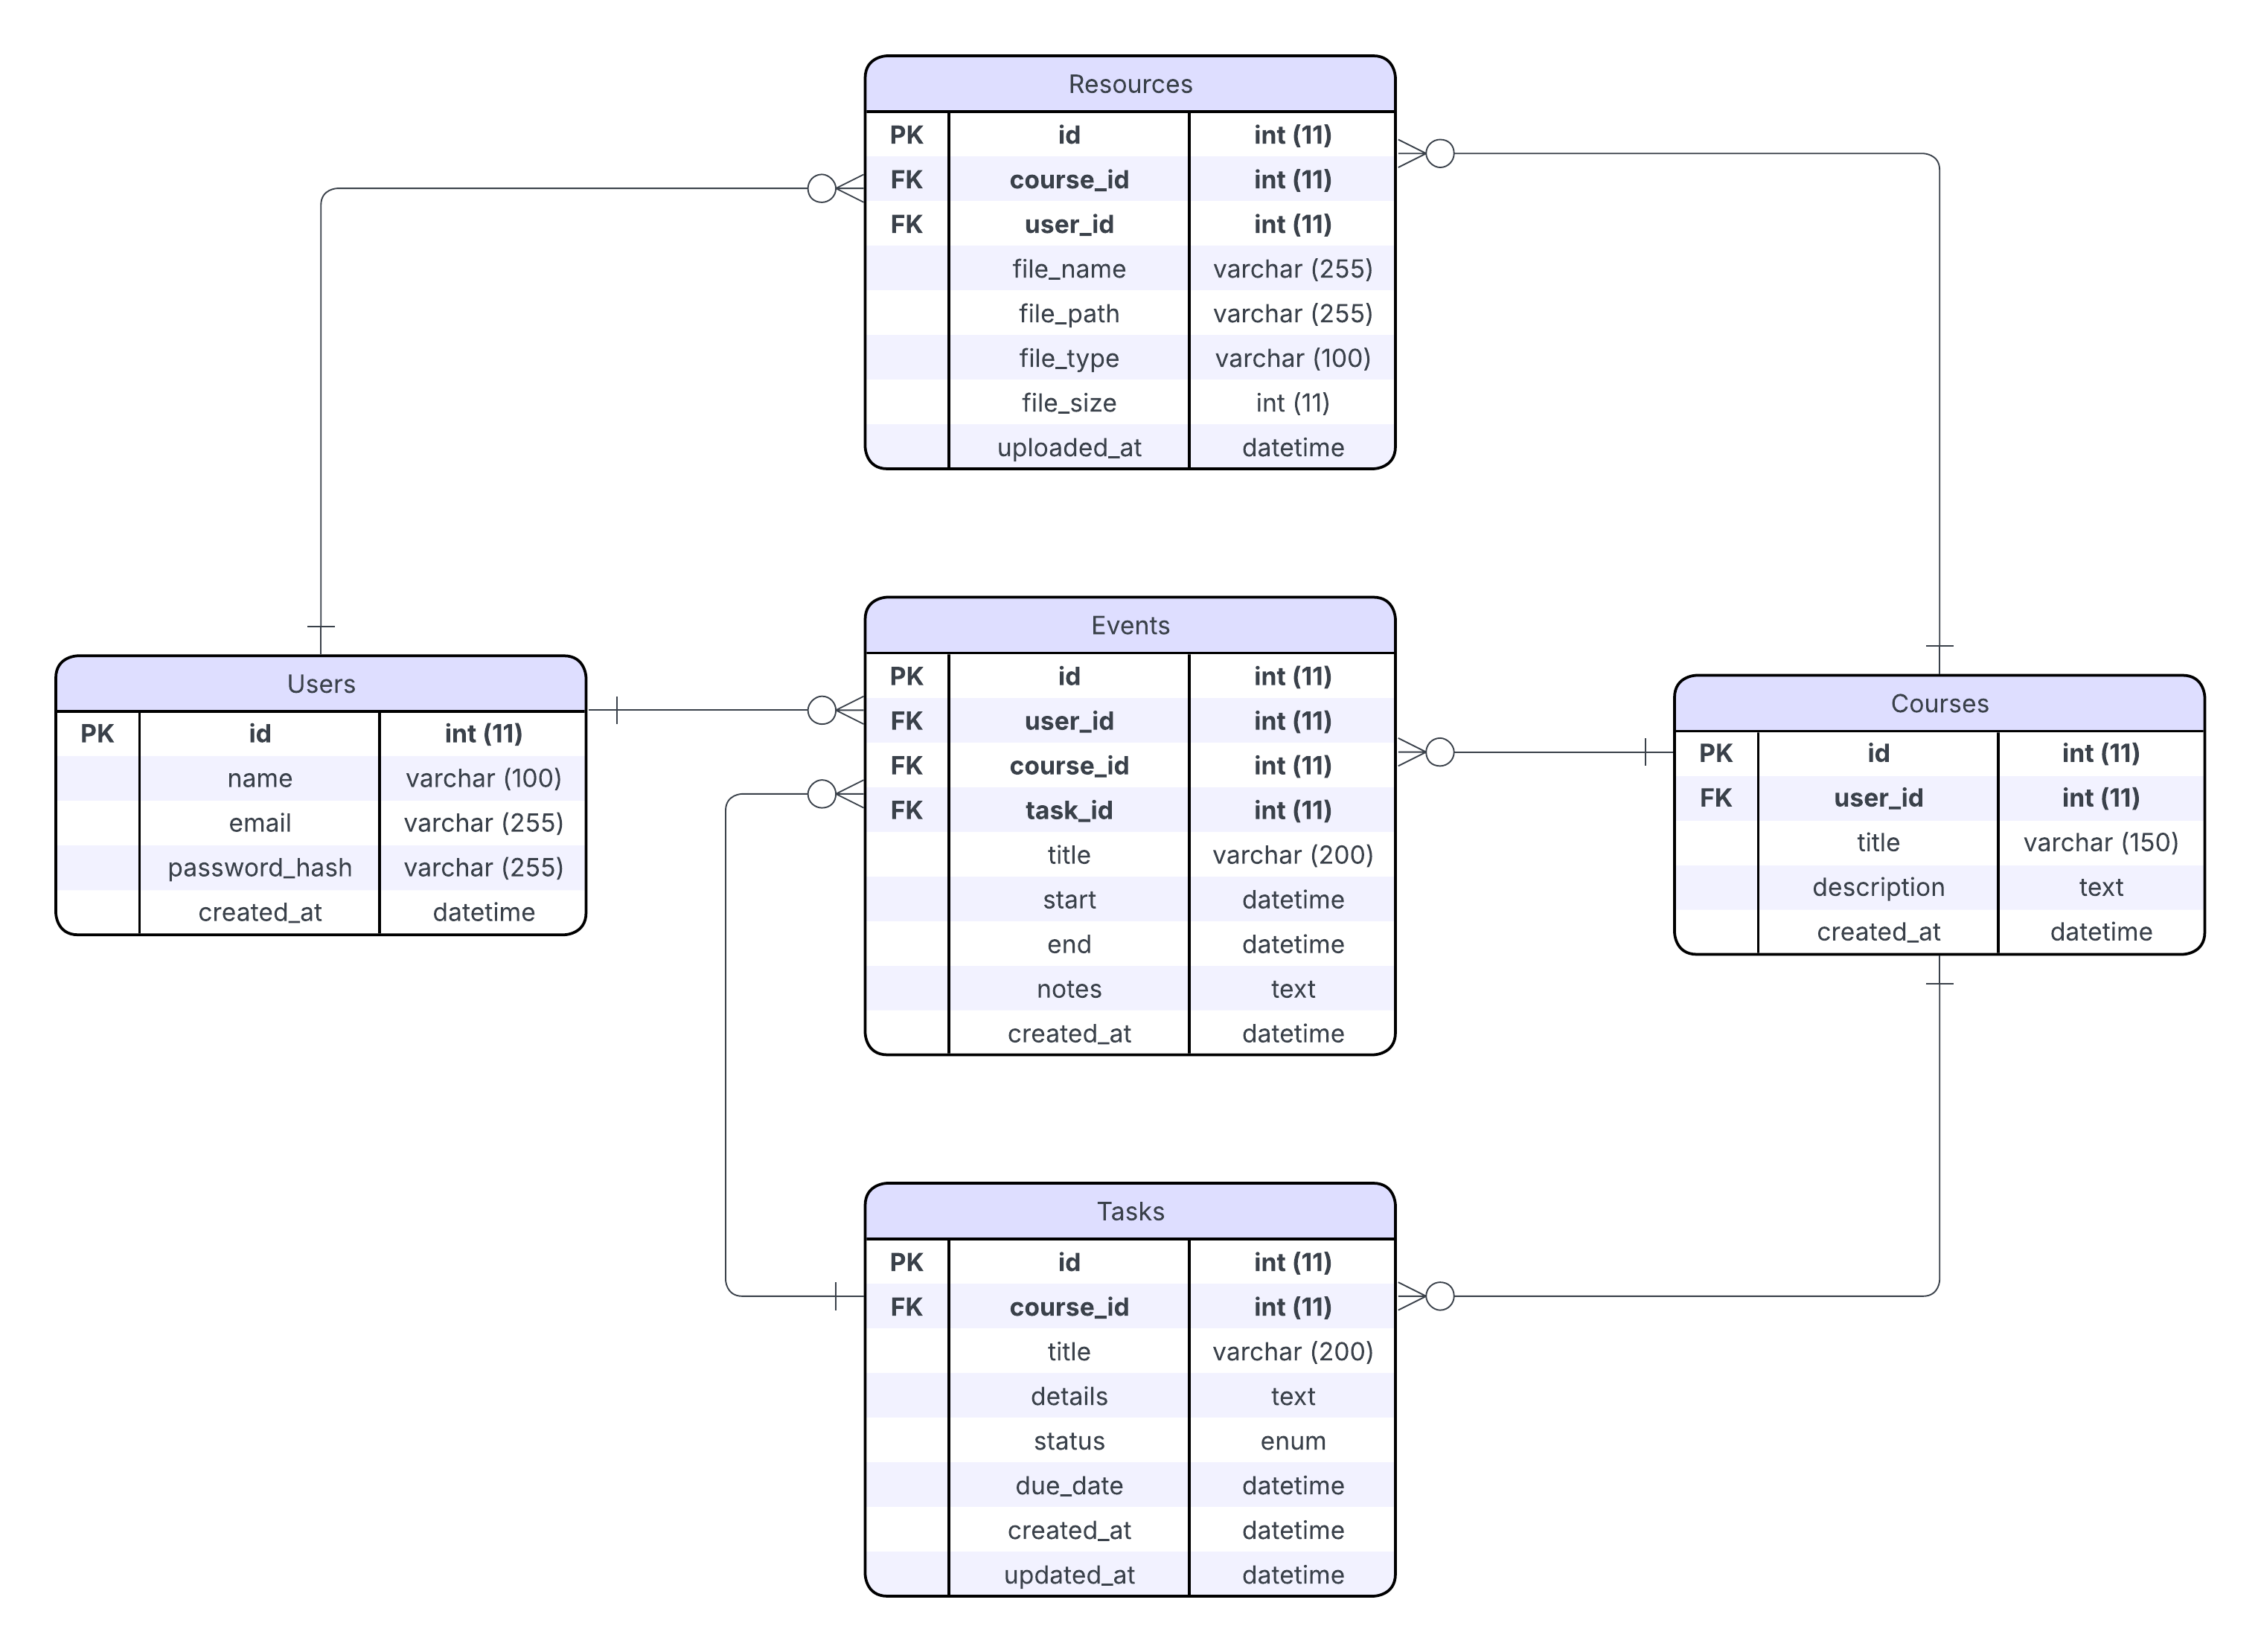 Resources
PK id int (11)
FK course_id int (11)
FK user_id int (11)
file_name varchar (255)
file_path varchar (255)
file_type varchar (100)
file_size int (11)
uploaded_at datetime
Users
PK id int (11)
name varchar (100)
email varchar (255)
password_hash varchar (255)
created_at datetime
Events
PK id int (11)
FK user_id int (11)
FK course_id int (11)
FK task_id int (11)
title varchar (200)
start datetime
end datetime
notes text
created_at datetime
Courses
PK id int (11)
FK user_id int (11)
title varchar (150)
description text
created_at datetime
Tasks
PK id int (11)
FK course_id int (11)
title varchar (200)
details text
status enum
due_date datetime
created_at datetime
updated_at datetime